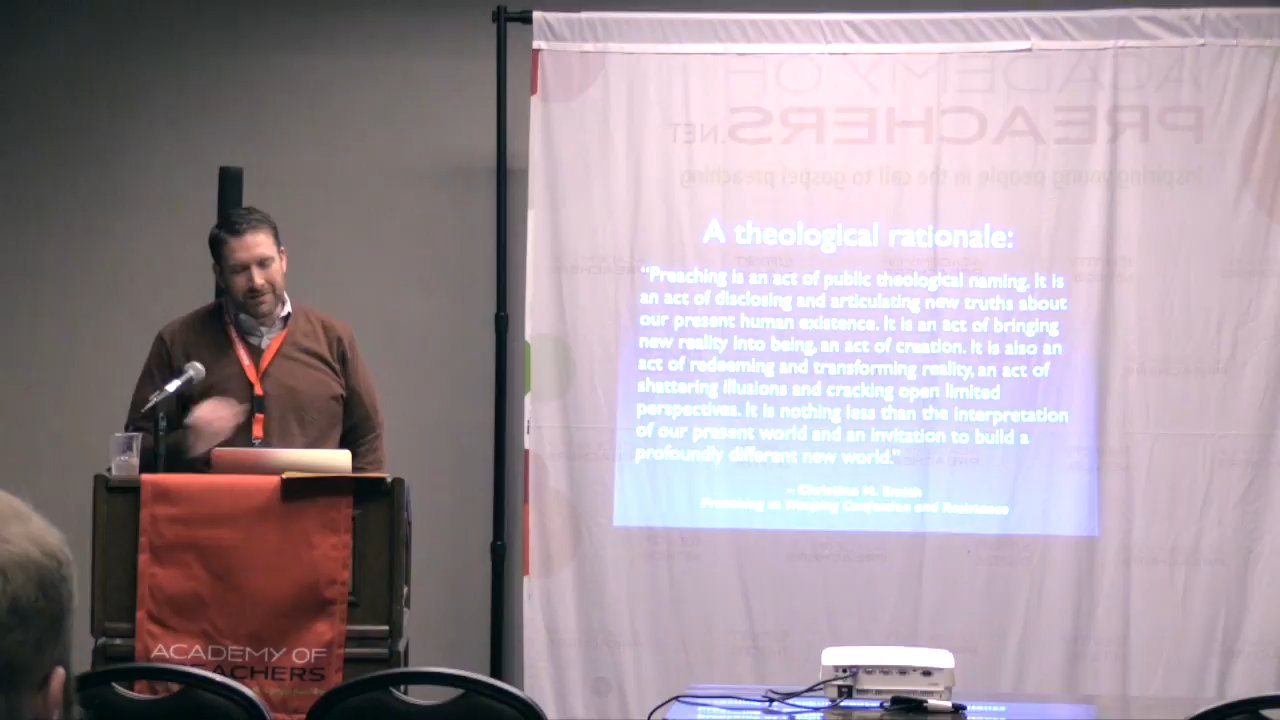 ACADEMY OF
PREACHERS.NET
inspiring young people in the call to gospel preaching
A theological rationale:
"Preaching is an act of public theological naming. It is
an act of disclosing and articulating new truths about
our present human existence. It is an act of bringing
new reality into being, an act of creation. It is also an
act of redeeming and transforming reality, an act of
shattering illusions and cracking open limited
perspectives. It is nothing less than the interpretation
of our present world and an invitation to build a
profoundly different new world."
– Christine M. Smith
Preaching as Weeping Confession and Resistance
ACADEMY OF